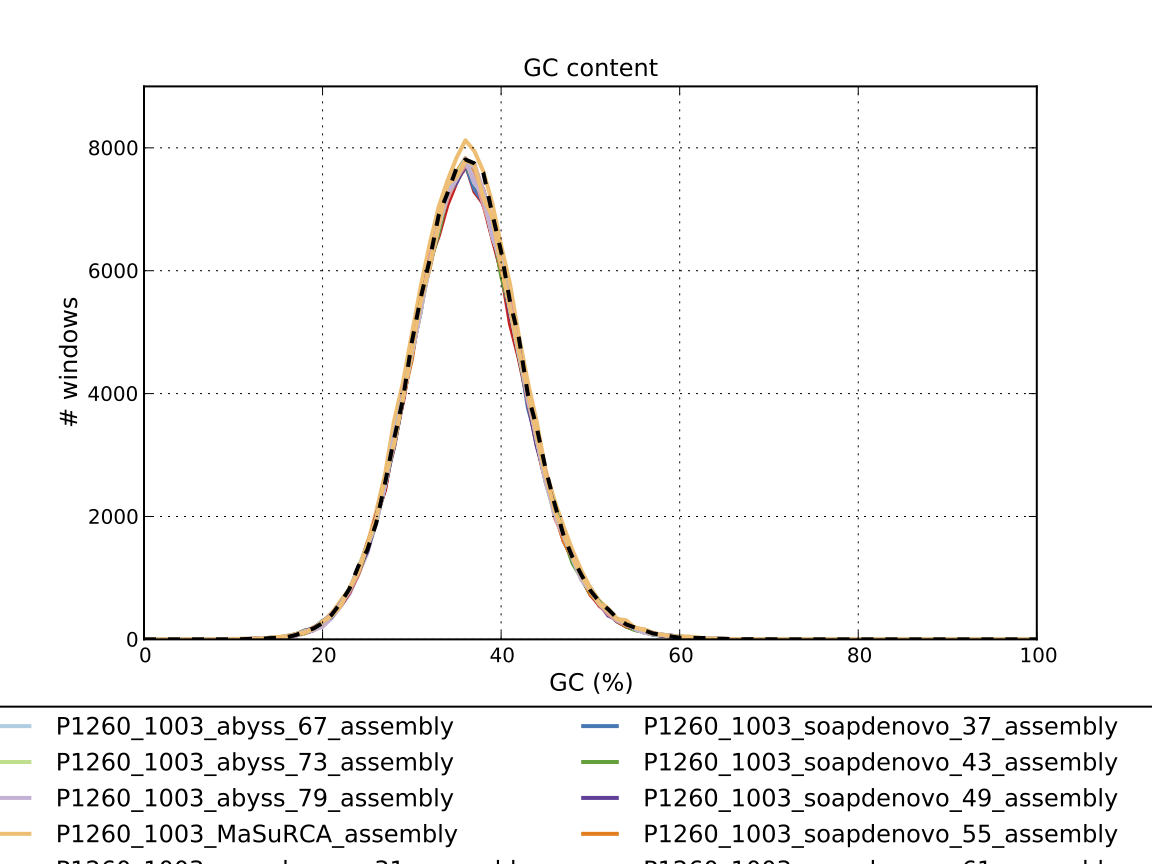 GC content
8000
6000
4000
2000
0
# windows
0 20 40 60 80 100
GC (%)
P1260_1003_abyss_67_assembly
P1260_1003_abyss_73_assembly
P1260_1003_abyss_79_assembly
P1260_1003_MaSuRCA_assembly
P1260_1003_soapdenovo_37_assembly
P1260_1003_soapdenovo_43_assembly
P1260_1003_soapdenovo_49_assembly
P1260_1003_soapdenovo_55_assembly